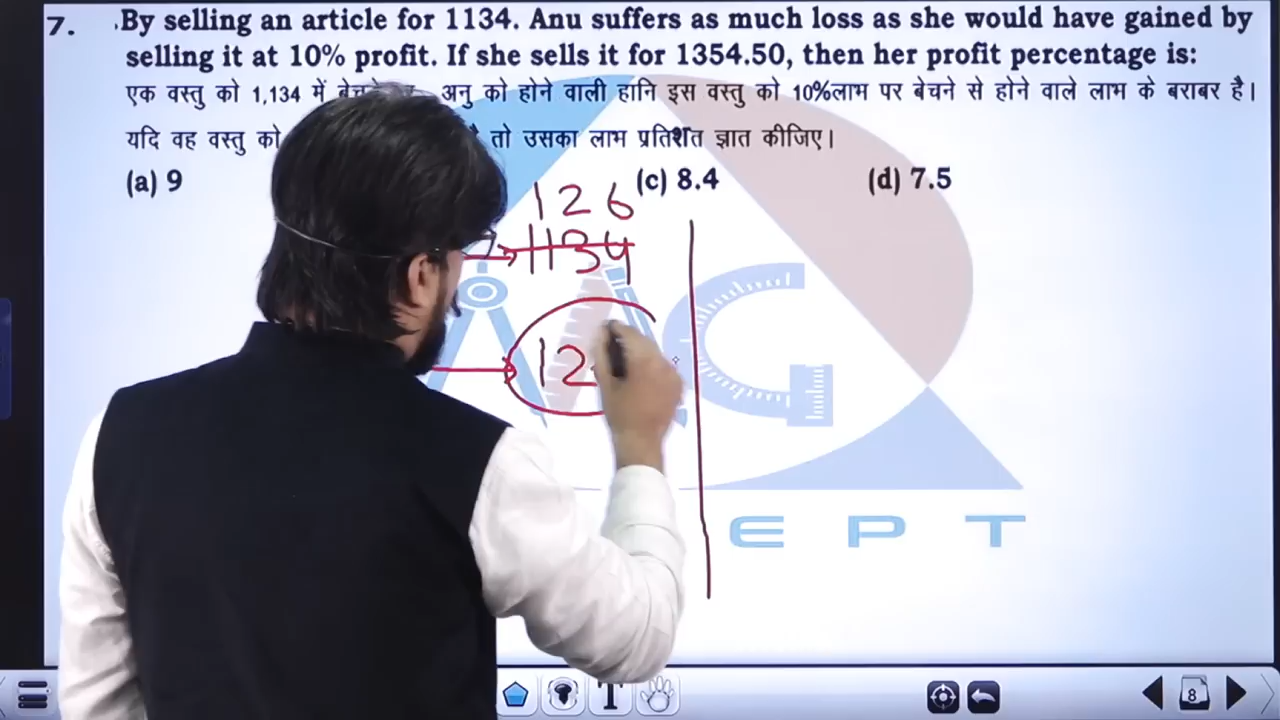 7. By selling an article for 1134. Anu suffers as much loss as she would have gained by
selling it at 10% profit. If she sells it for 1354.50, then her profit percentage is:
एक वस्तु को 1,134 में अनु को होने वाली हानि इस वस्तु को 10%लाभ पर बेचने से होने वाले लाभ के बराबर है।
यदि वह वस्तु को तो उसका लाभ प्रतिशत ज्ञात कीजिए।
(a) 9 (c) 8.4 (d) 7.5
126
1134
12
E P T
T
8